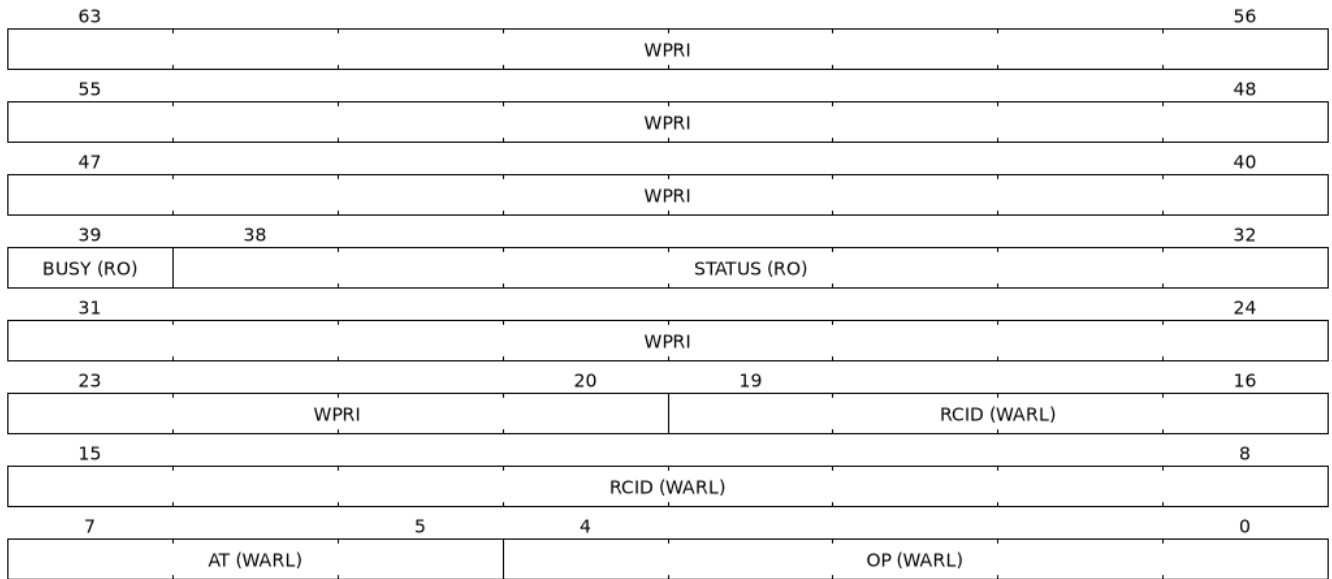 63 56
WPRI
55 48
WPRI
47 40
WPRI
39 38 32
BUSY (RO) STATUS (RO)
31 24
WPRI
23 20 19 16
WPRI RCID (WARL)
15 8
RCID (WARL)
7 5 4 0
AT (WARL) OP (WARL)